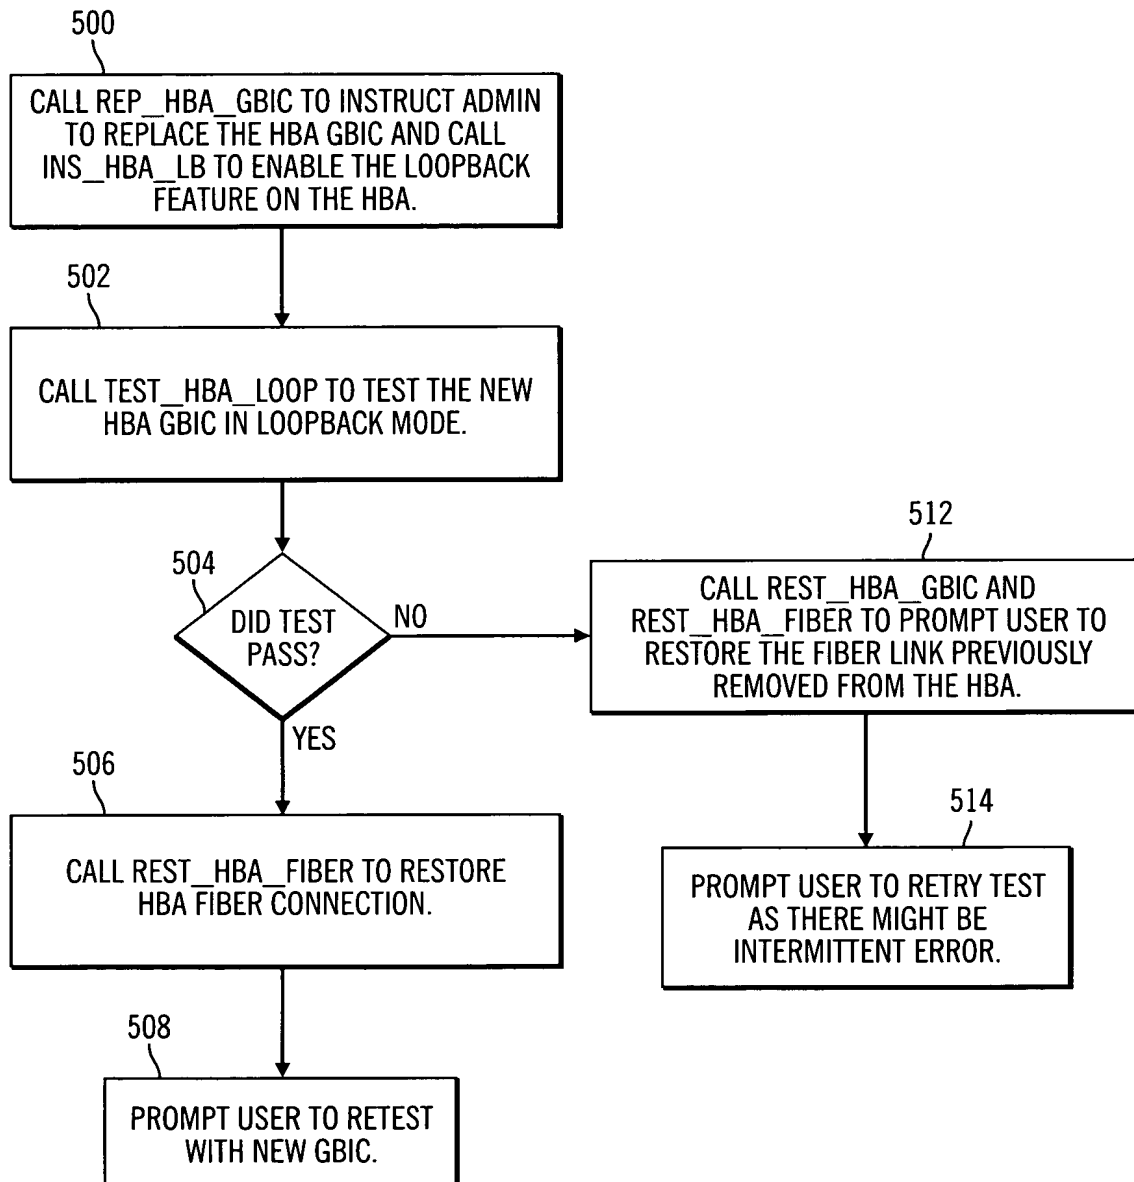 500
CALL REP_HBA_GBIC TO INSTRUCT ADMIN
TO REPLACE THE HBA GBIC AND CALL
INS_HBA_LB TO ENABLE THE LOOPBACK
FEATURE ON THE HBA.
502
CALL TEST_HBA_LOOP TO TEST THE NEW
HBA GBIC IN LOOPBACK MODE.
504
DID TEST
PASS?
NO
YES
512
CALL REST_HBA_GBIC AND
REST_HBA_FIBER TO PROMPT USER TO
RESTORE THE FIBER LINK PREVIOUSLY
REMOVED FROM THE HBA.
514
PROMPT USER TO RETRY TEST
AS THERE MIGHT BE
INTERMITTENT ERROR.
506
CALL REST_HBA_FIBER TO RESTORE
HBA FIBER CONNECTION.
508
PROMPT USER TO RETEST
WITH NEW GBIC.